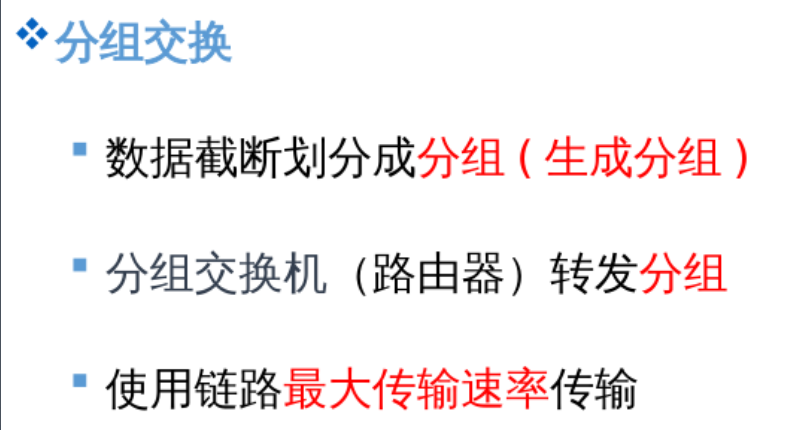 分组交换
数据截断划分成分组(生成分组)
分组交换机（路由器）转发分组
使用链路最大传输速率传输